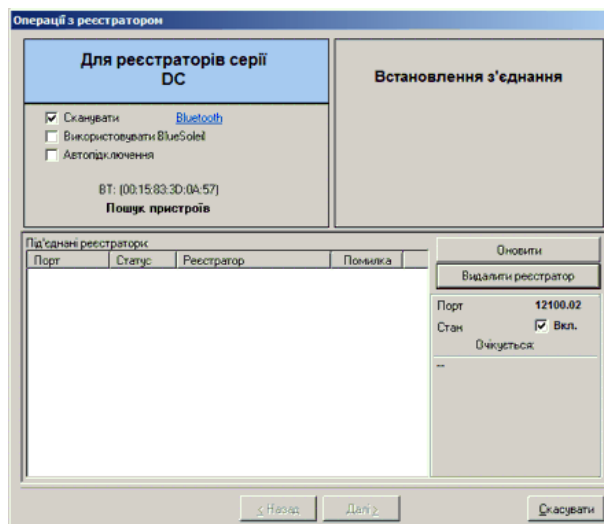 Операції з реєстратором
Для реєстраторів серії
DC
Встановлення з'єднання
Сканувати Bluetooth
Використовувати BlueSoleil
Автопідключення
BT: (00:15:83:3D:0A:57)
Пошук пристроїв
Під'єднані реєстратори:
Порт Статус Реєстратор Помилка
Оновити
Видалити реєстратор
Порт 12100.02
Стан Вкл.
Очікується:
--
< Назад Далі > Скасувати